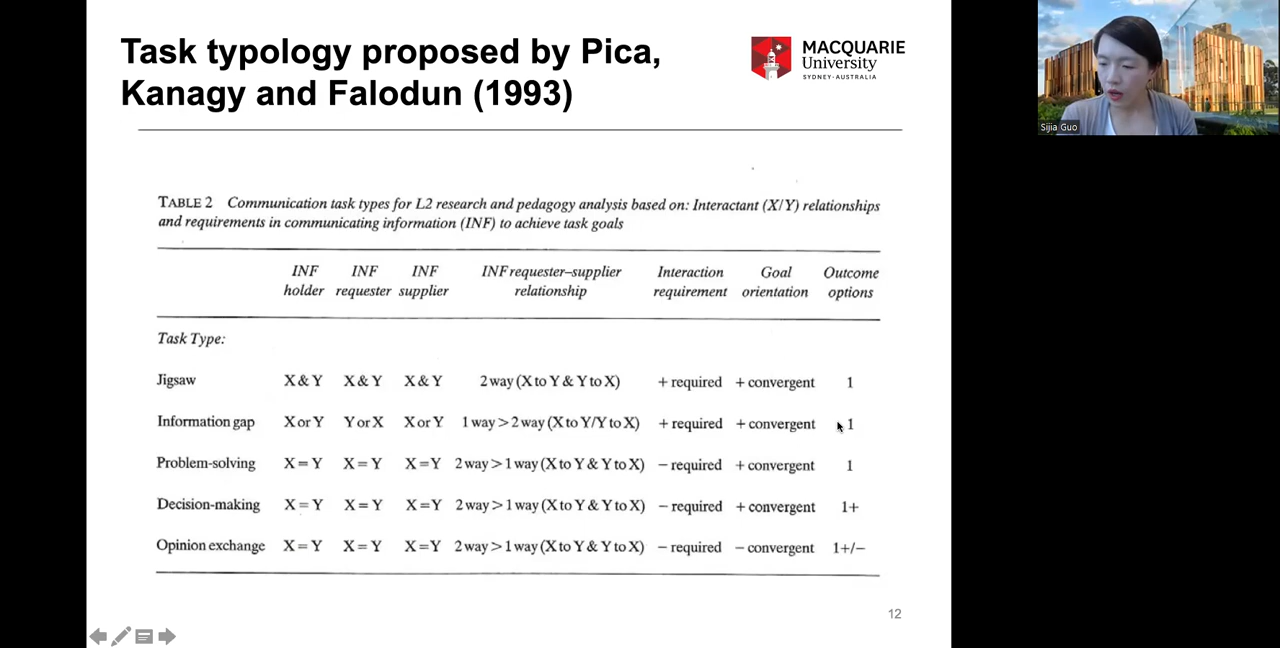 Task typology proposed by Pica,
Kanagy and Falodun (1993)
MACQUARIE
University
SYDNEY·AUSTRALIA
Sijia Guo
TABLE 2 Communication task types for L2 research and pedagogy analysis based on: Interactant (X/Y) relationships
and requirements in communicating information (INF) to achieve task goals
INF holder INF requester INF supplier INF requester–supplier relationship Interaction requirement Goal orientation Outcome options
Task Type:
Jigsaw X & Y X & Y X & Y 2 way (X to Y & Y to X) + required + convergent 1
Information gap X or Y Y or X X or Y 1 way > 2 way (X to Y/Y to X) + required + convergent 1
Problem-solving X = Y X = Y X = Y 2 way > 1 way (X to Y & Y to X) − required + convergent 1
Decision-making X = Y X = Y X = Y 2 way > 1 way (X to Y & Y to X) − required + convergent 1+
Opinion exchange X = Y X = Y X = Y 2 way > 1 way (X to Y & Y to X) − required − convergent 1+/−
12